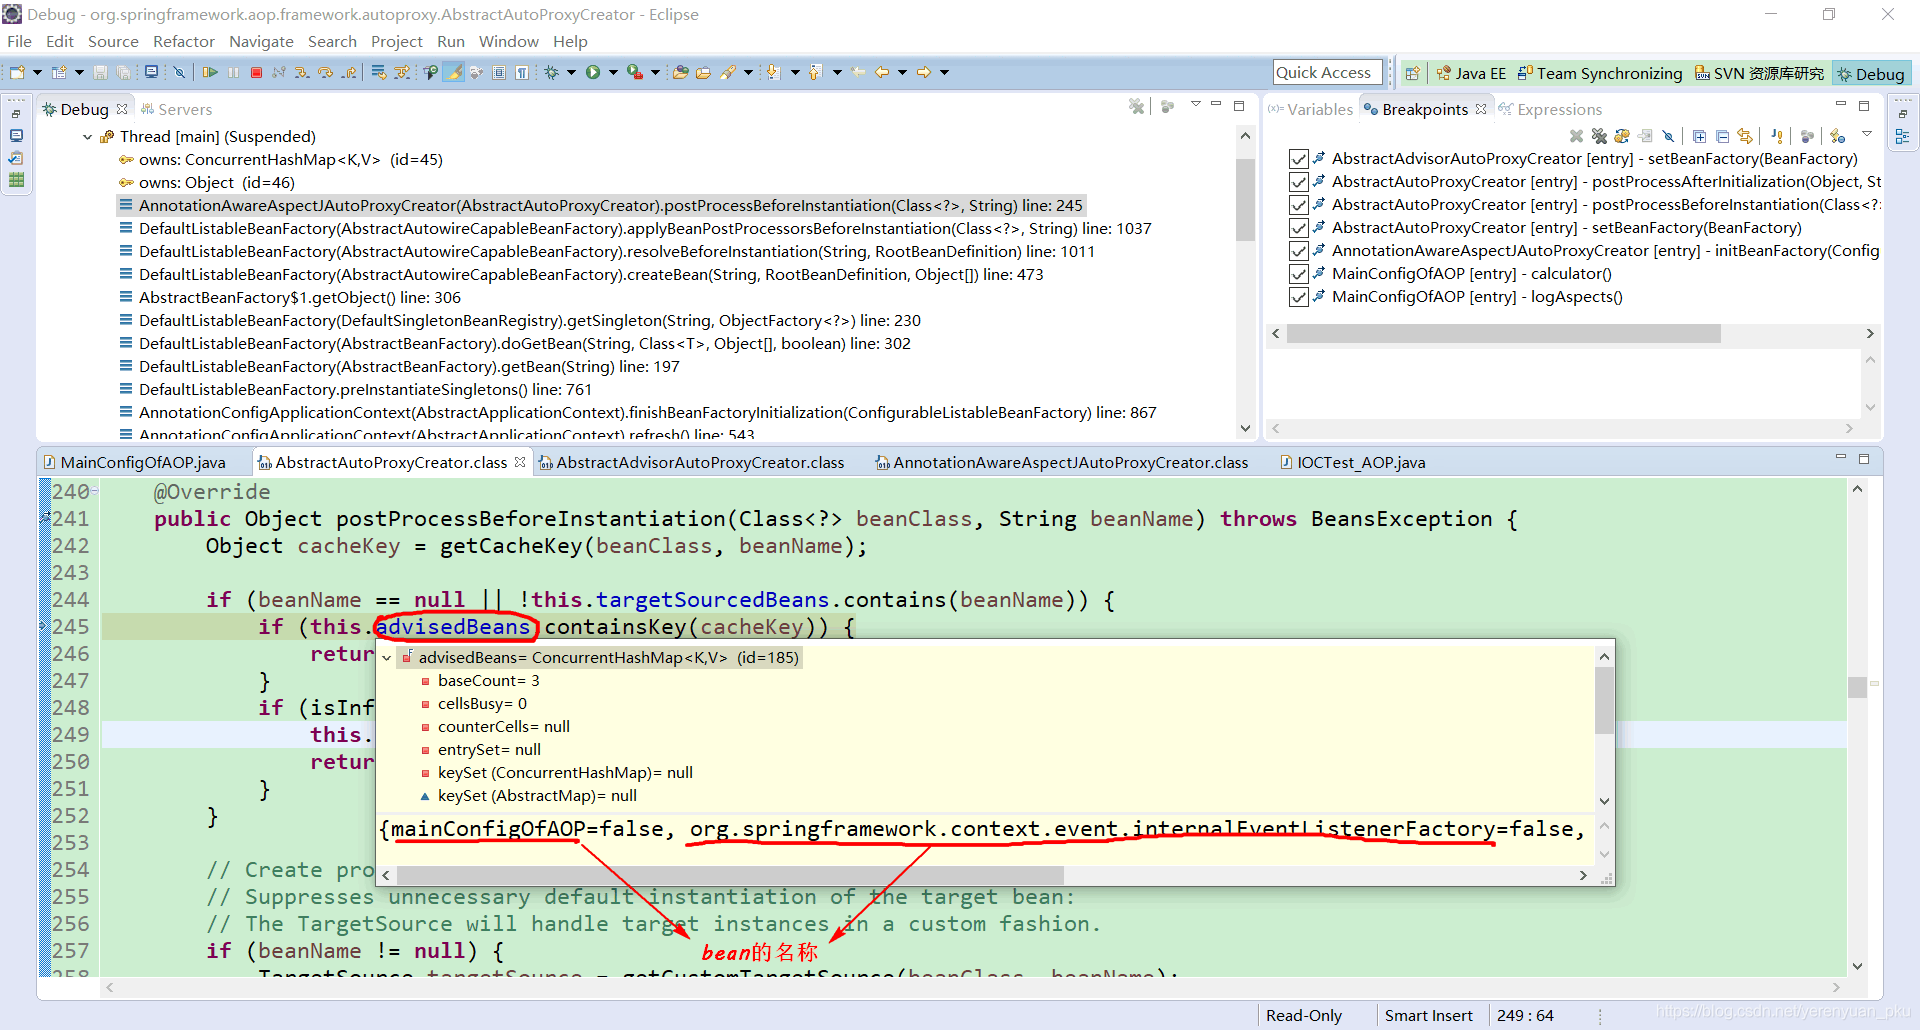 Debug - org.springframework.aop.framework.autoproxy.AbstractAutoProxyCreator - Eclipse
File Edit Source Refactor Navigate Search Project Run Window Help
Quick Access Java EE Team Synchronizing SVN 资源库研究 Debug
Debug Servers
Thread [main] (Suspended)
owns: ConcurrentHashMap<K,V> (id=45)
owns: Object (id=46)
AnnotationAwareAspectJAutoProxyCreator(AbstractAutoProxyCreator).postProcessBeforeInstantiation(Class<?>, String) line: 245
DefaultListableBeanFactory(AbstractAutowireCapableBeanFactory).applyBeanPostProcessorsBeforeInstantiation(Class<?>, String) line: 1037
DefaultListableBeanFactory(AbstractAutowireCapableBeanFactory).resolveBeforeInstantiation(String, RootBeanDefinition) line: 1011
DefaultListableBeanFactory(AbstractAutowireCapableBeanFactory).createBean(String, RootBeanDefinition, Object[]) line: 473
AbstractBeanFactory$1.getObject() line: 306
DefaultListableBeanFactory(DefaultSingletonBeanRegistry).getSingleton(String, ObjectFactory<?>) line: 230
DefaultListableBeanFactory(AbstractBeanFactory).doGetBean(String, Class<T>, Object[], boolean) line: 302
DefaultListableBeanFactory(AbstractBeanFactory).getBean(String) line: 197
DefaultListableBeanFactory.preInstantiateSingletons() line: 761
AnnotationConfigApplicationContext(AbstractApplicationContext).finishBeanFactoryInitialization(ConfigurableListableBeanFactory) line: 867
AnnotationConfigApplicationContext(AbstractApplicationContext).refresh() line: 543
(x)= Variables Breakpoints Expressions
AbstractAdvisorAutoProxyCreator [entry] - setBeanFactory(BeanFactory)
AbstractAutoProxyCreator [entry] - postProcessAfterInitialization(Object, St
AbstractAutoProxyCreator [entry] - postProcessBeforeInstantiation(Class<?
AbstractAutoProxyCreator [entry] - setBeanFactory(BeanFactory)
AnnotationAwareAspectJAutoProxyCreator [entry] - initBeanFactory(Config
MainConfigOfAOP [entry] - calculator()
MainConfigOfAOP [entry] - logAspects()
MainConfigOfAOP.java AbstractAutoProxyCreator.class AbstractAdvisorAutoProxyCreator.class AnnotationAwareAspectJAutoProxyCreator.class IOCTest_AOP.java
240 @Override
241 public Object postProcessBeforeInstantiation(Class<?> beanClass, String beanName) throws BeansException {
242 Object cacheKey = getCacheKey(beanClass, beanName);
243
244 if (beanName == null || !this.targetSourcedBeans.contains(beanName)) {
245 if (this.advisedBeans.containsKey(cacheKey)) {
246 retur
247 }
248 if (isInf
249 this.
250 retur
251 }
252 }
253
advisedBeans= ConcurrentHashMap<K,V> (id=185)
baseCount= 3
cellsBusy= 0
counterCells= null
entrySet= null
keySet (ConcurrentHashMap)= null
keySet (AbstractMap)= null
{mainConfigOfAOP=false, org.springframework.context.event.internalEventListenerFactory=false,
254 // Create pro
255 // Suppresses unnecessary default instantiation of the target bean:
256 // The TargetSource will handle target instances in a custom fashion.
257 if (beanName != null) {
258 TargetSource targetSource = getCustomTargetSource(beanClass, beanName);
bean的名称
Read-Only Smart Insert 249 : 64
https://blog.csdn.net/yerenyuan_pku